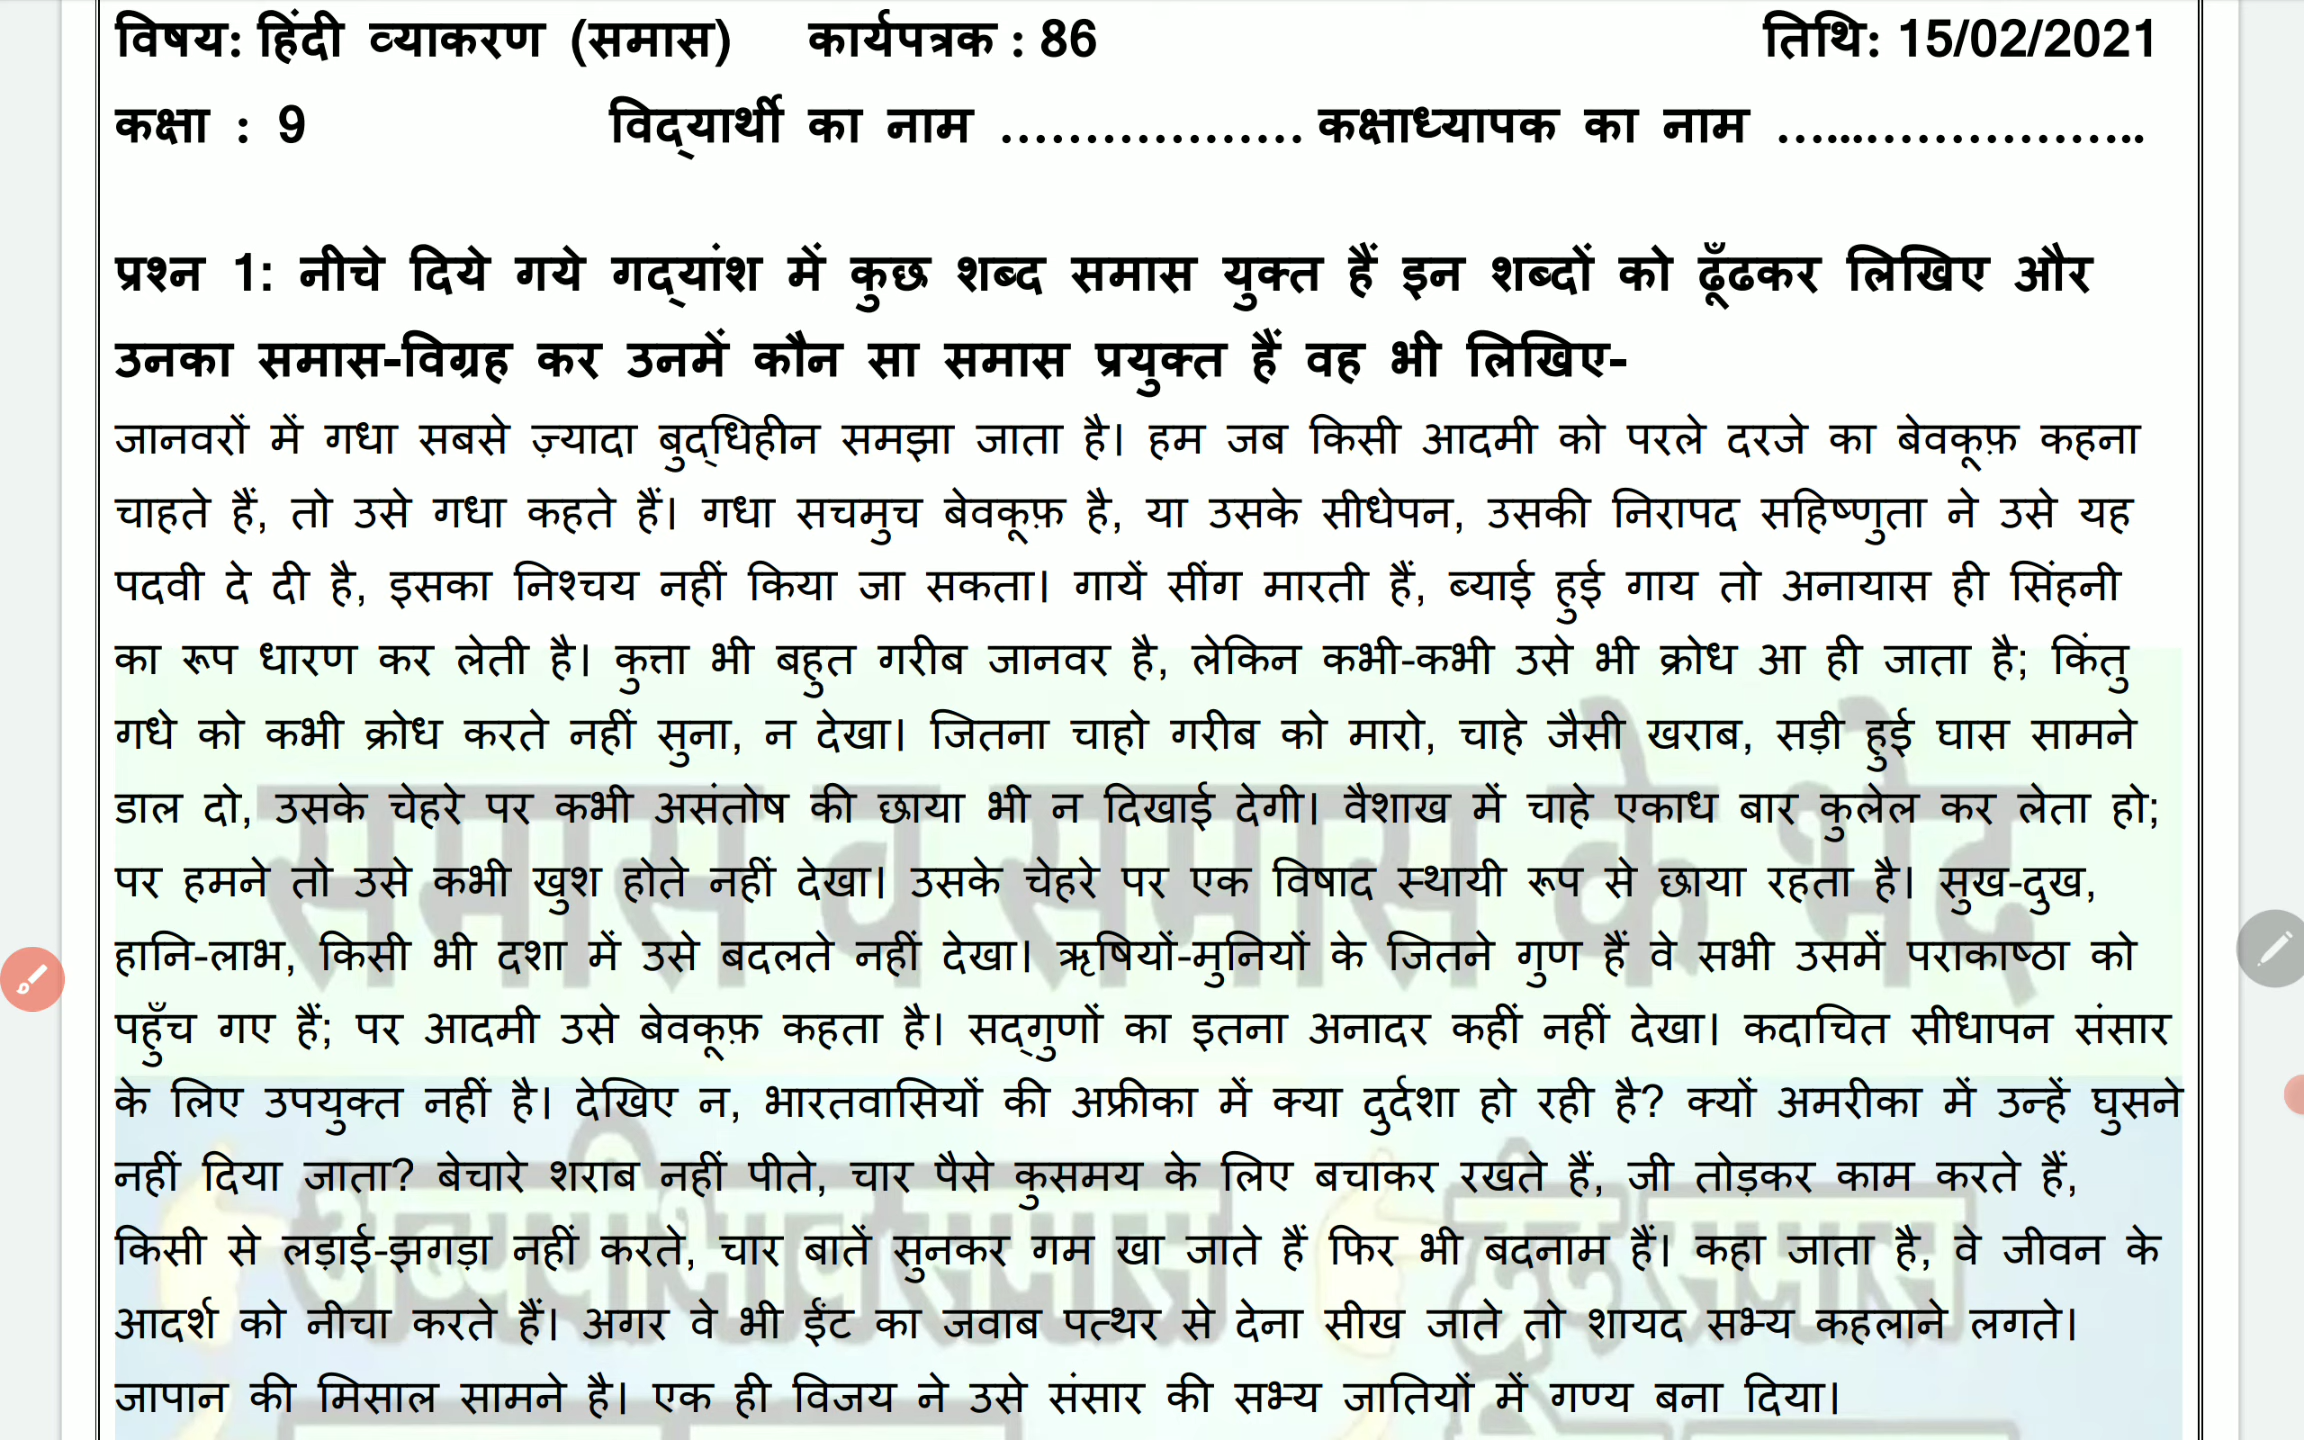 विषय: हिंदी व्याकरण (समास) कार्यपत्रक : 86 तिथि: 15/02/2021
कक्षा : 9 विद्‌यार्थी का नाम .................. कक्षाध्यापक का नाम ......................
प्रश्न 1: नीचे दिये गये गद्‌यांश में कुछ शब्द समास युक्त हैं इन शब्दों को ढूँढकर लिखिए और
उनका समास-विग्रह कर उनमें कौन सा समास प्रयुक्त हैं वह भी लिखिए-
जानवरों में गधा सबसे ज़्यादा बुद्‌धिहीन समझा जाता है। हम जब किसी आदमी को परले दरजे का बेवकूफ़ कहना
चाहते हैं, तो उसे गधा कहते हैं। गधा सचमुच बेवकूफ़ है, या उसके सीधेपन, उसकी निरापद सहिष्णुता ने उसे यह
पदवी दे दी है, इसका निश्चय नहीं किया जा सकता। गायें सींग मारती हैं, ब्याई हुई गाय तो अनायास ही सिंहनी
का रूप धारण कर लेती है। कुत्ता भी बहुत गरीब जानवर है, लेकिन कभी-कभी उसे भी क्रोध आ ही जाता है; किंतु
गधे को कभी क्रोध करते नहीं सुना, न देखा। जितना चाहो गरीब को मारो, चाहे जैसी खराब, सड़ी हुई घास सामने
डाल दो, उसके चेहरे पर कभी असंतोष की छाया भी न दिखाई देगी। वैशाख में चाहे एकाध बार कुलेल कर लेता हो;
पर हमने तो उसे कभी खुश होते नहीं देखा। उसके चेहरे पर एक विषाद स्थायी रूप से छाया रहता है। सुख-दुख,
हानि-लाभ, किसी भी दशा में उसे बदलते नहीं देखा। ऋषियों-मुनियों के जितने गुण हैं वे सभी उसमें पराकाष्ठा को
पहुँच गए हैं; पर आदमी उसे बेवकूफ़ कहता है। सद्‌गुणों का इतना अनादर कहीं नहीं देखा। कदाचित सीधापन संसार
के लिए उपयुक्त नहीं है। देखिए न, भारतवासियों की अफ्रीका में क्या दुर्दशा हो रही है? क्यों अमरीका में उन्हें घुसने
नहीं दिया जाता? बेचारे शराब नहीं पीते, चार पैसे कुसमय के लिए बचाकर रखते हैं, जी तोड़कर काम करते हैं,
किसी से लड़ाई-झगड़ा नहीं करते, चार बातें सुनकर गम खा जाते हैं फिर भी बदनाम हैं। कहा जाता है, वे जीवन के
आदर्श को नीचा करते हैं। अगर वे भी ईंट का जवाब पत्थर से देना सीख जाते तो शायद सभ्य कहलाने लगते।
जापान की मिसाल सामने है। एक ही विजय ने उसे संसार की सभ्य जातियों में गण्य बना दिया।
समास व समास के भेद
अव्ययीभाव समास
द्वंद्व समास